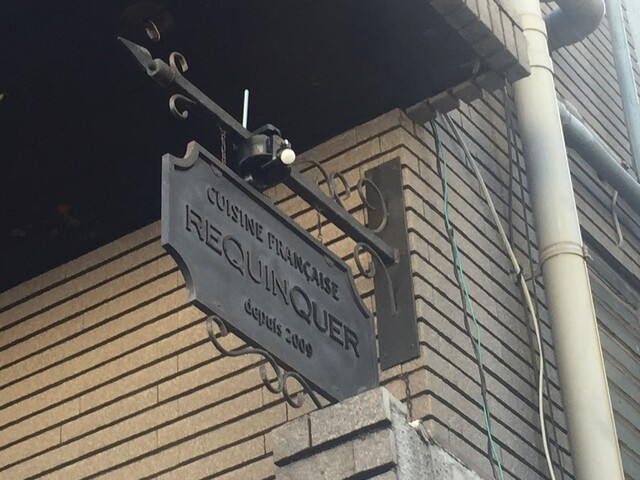 CUISINE FRANÇAISE
REQUINQUER
depuis 2009